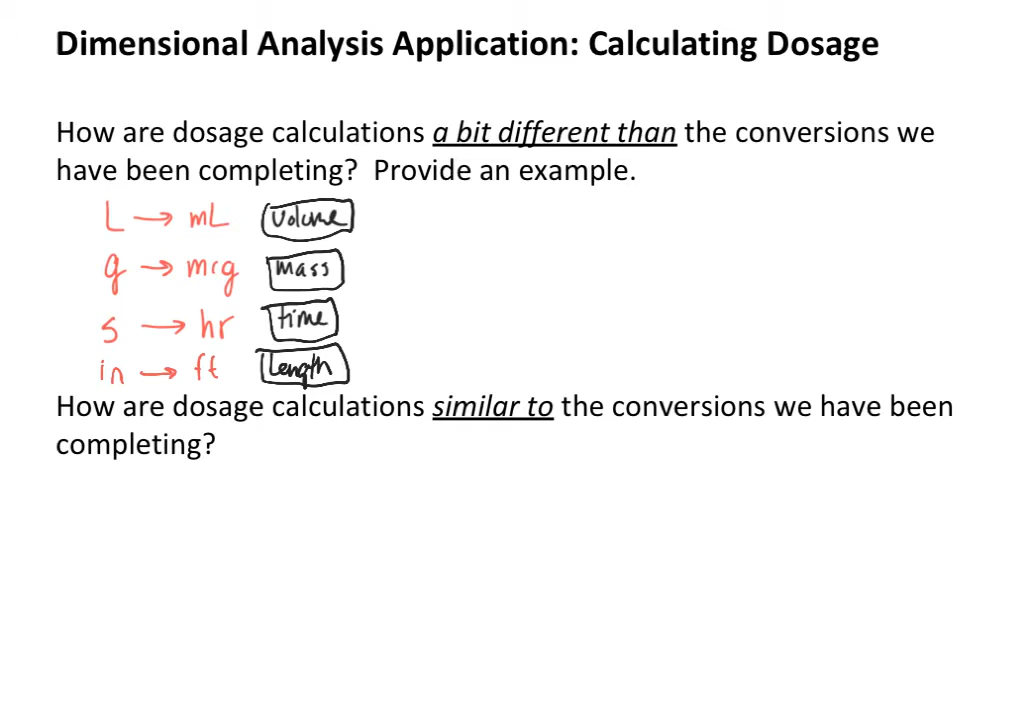 Dimensional Analysis Application: Calculating Dosage
How are dosage calculations a bit different than the conversions we
have been completing? Provide an example.
L → mL Volume
g → mcg mass
s → hr time
in → ft Length
How are dosage calculations similar to the conversions we have been
completing?